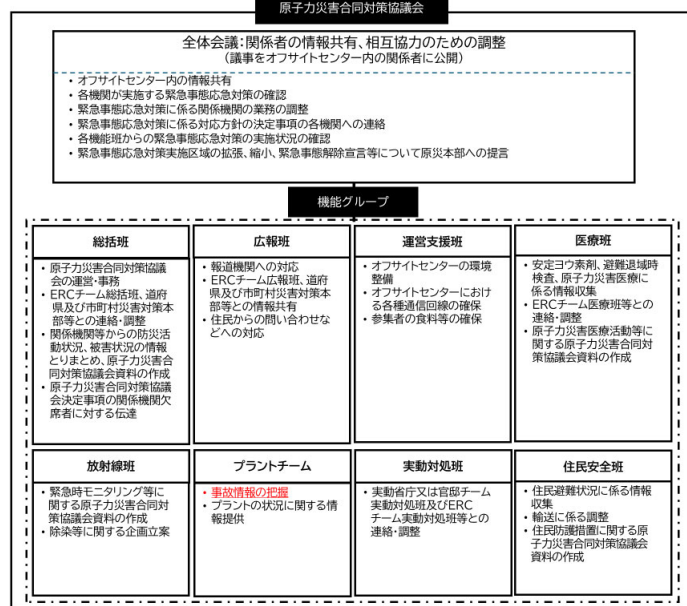 原子力災害合同対策協議会
全体会議：関係者の情報共有、相互協力のための調整
（議事をオフサイトセンター内の関係者に公開）
• オフサイトセンター内の情報共有
• 各機関が実施する緊急事態応急対策の確認
• 緊急事態応急対策に係る関係機関の業務の調整
• 緊急事態応急対策に係る対応方針の決定事項の各機関への連絡
• 各機能班からの緊急事態応急対策の実施状況の確認
• 緊急事態応急対策実施区域の拡張、縮小、緊急事態解除宣言等について原災本部への提言
機能グループ
総括班
• 原子力災害合同対策協議
会の運営・事務
• ERCチーム総括班、道府
県及び市町村災害対策本
部等との連絡・調整
• 関係機関等からの防災活
動状況、被害状況の情報
とりまとめ、原子力災害合
同対策協議会資料の作成
• 原子力災害合同対策協議
会決定事項の関係機関欠
席者に対する伝達
広報班
• 報道機関への対応
• ERCチーム広報班、道府
県及び市町村災害対策本
部等との情報共有
• 住民からの問い合わせな
どへの対応
運営支援班
• オフサイトセンターの環境
整備
• オフサイトセンターにおけ
る各種通信回線の確保
• 参集者の食料等の確保
医療班
• 安定ヨウ素剤、避難退域時
検査、原子力災害医療に
係る情報収集
• ERCチーム医療班等との
連絡・調整
• 原子力災害医療活動等に
関する原子力災害合同対
策協議会資料の作成
放射線班
• 緊急時モニタリング等に
関する原子力災害合同対
策協議会資料の作成
• 除染等に関する企画立案
プラントチーム
• 事故情報の把握
• プラントの状況に関する情
報提供
実動対処班
• 実動省庁又は官邸チーム
実動対処班及びERC
チーム実動対処班等との
連絡・調整
住民安全班
• 住民避難状況に係る情報
収集
• 輸送に係る調整
• 住民防護措置に関する原
子力災害合同対策協議会
資料の作成